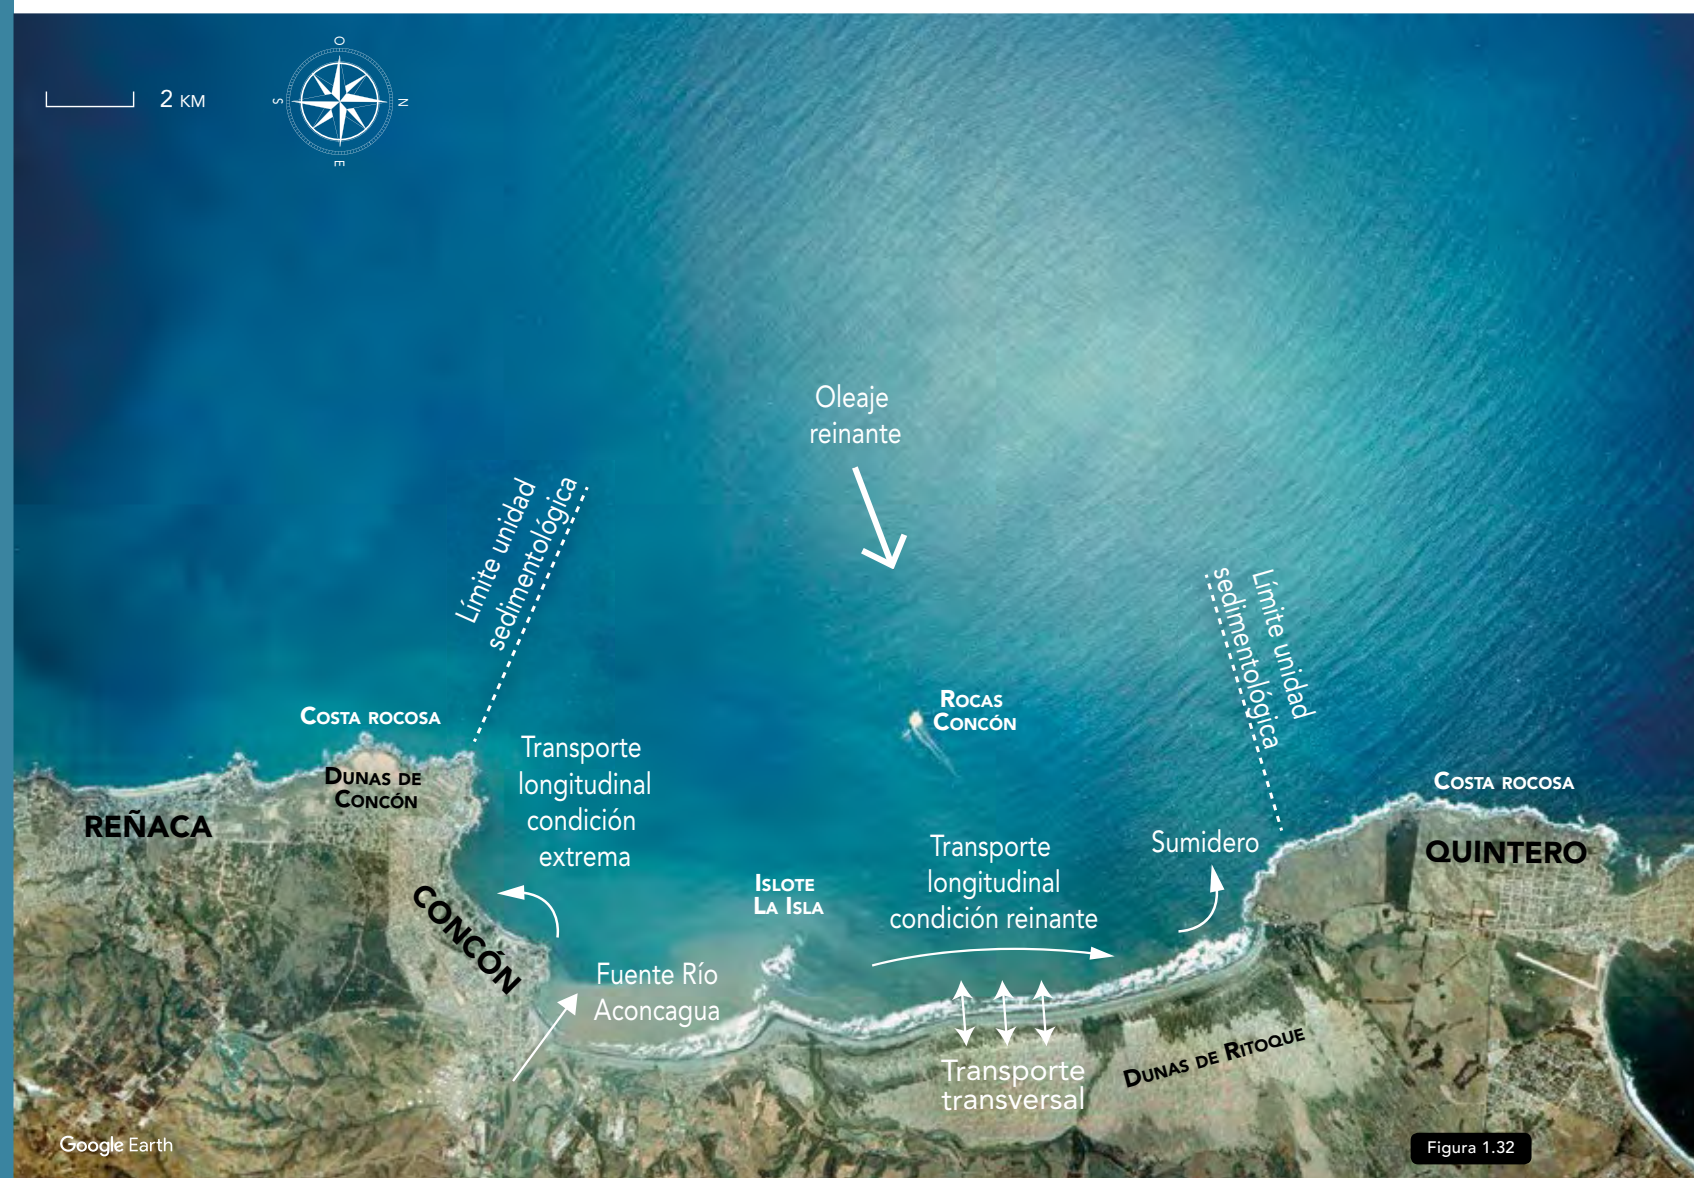 O
S
N
E
2 KM
Oleaje
reinante
Límite unidad
sedimentológica
Límite unidad
sedimentológica
COSTA ROCOSA
DUNAS DE
CONCÓN
REÑACA
Transporte
longitudinal
condición
extrema
ROCAS
CONCÓN
COSTA ROCOSA
QUINTERO
Sumidero
Transporte
longitudinal
condición reinante
ISLOTE
LA ISLA
CONCÓN
Fuente Río
Aconcagua
Transporte
transversal
DUNAS DE RITOQUE
Google Earth
Figura 1.32